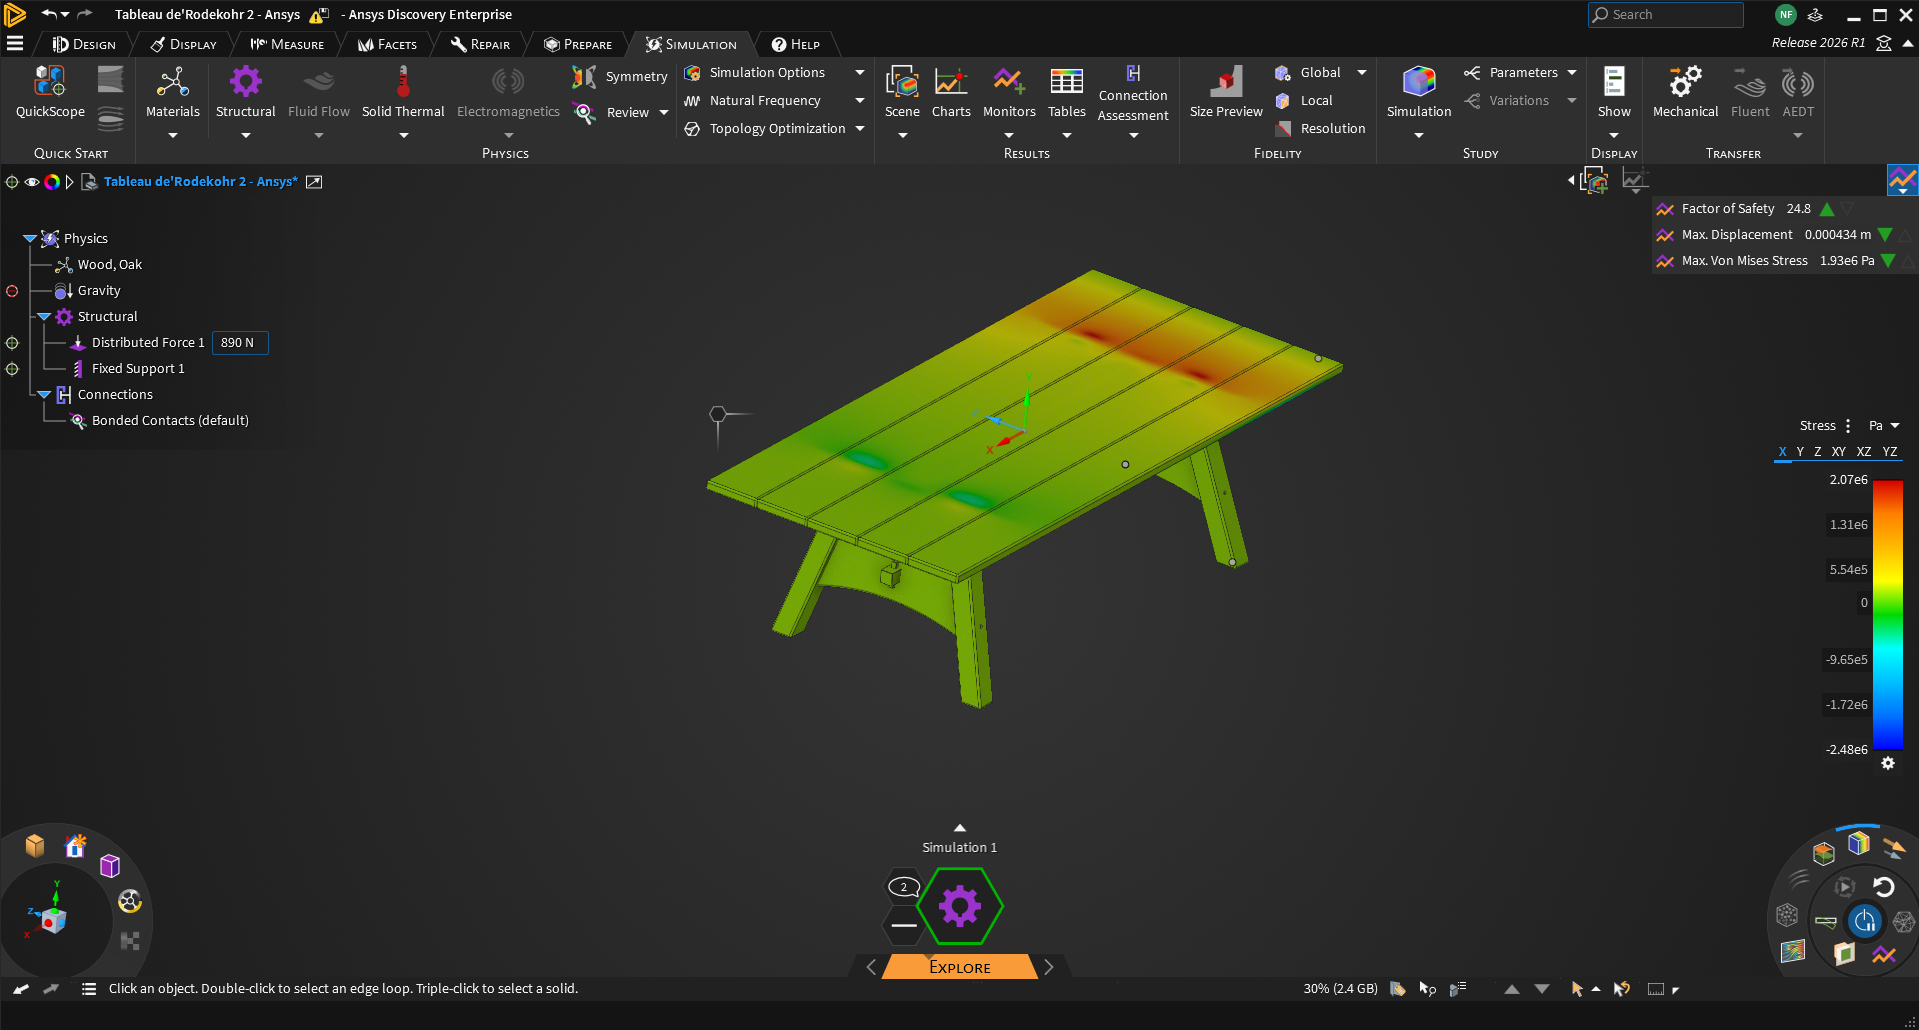 Tableau de'Rodekohr 2 - Ansys - Ansys Discovery Enterprise
Search
NF
Design Display Measure Facets Repair Prepare Simulation Help
Release 2026 R1
QuickScope
Quick Start
Materials Structural Fluid Flow Solid Thermal Electromagnetics
Symmetry
Review
Simulation Options
Natural Frequency
Topology Optimization
Physics
Scene Charts Monitors Tables Connection Assessment
Results
Size Preview
Global
Local
Resolution
Fidelity
Simulation
Parameters
Variations
Study
Show
Display
Mechanical Fluent AEDT
Transfer
Tableau de'Rodekohr 2 - Ansys*
Physics
Wood, Oak
Gravity
Structural
Distributed Force 1 890 N
Fixed Support 1
Connections
Bonded Contacts (default)
Factor of Safety 24.8
Max. Displacement 0.000434 m
Max. Von Mises Stress 1.93e6 Pa
Y
X
Stress Pa
X Y Z XY XZ YZ
2.07e6
1.31e6
5.54e5
0
-9.65e5
-1.72e6
-2.48e6
Simulation 1
2
Explore
Y
Z
X
Click an object. Double-click to select an edge loop. Triple-click to select a solid.
30% (2.4 GB)